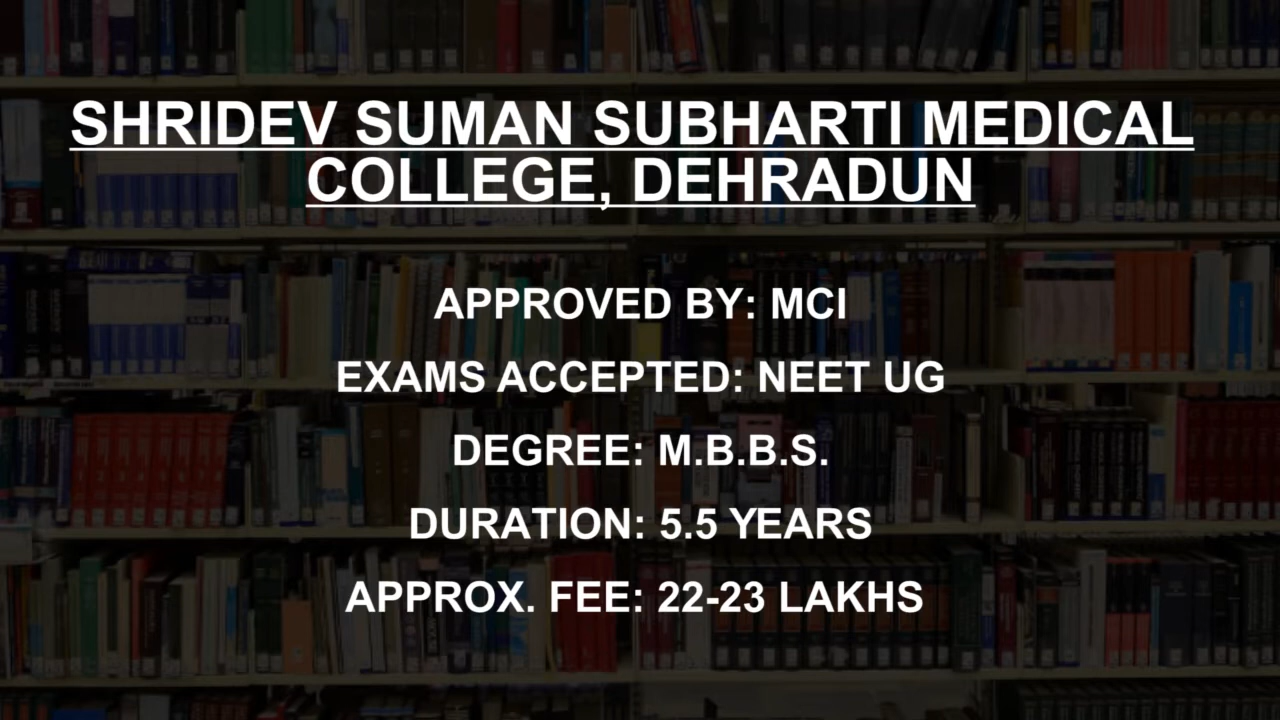 SHRIDEV SUMAN SUBHARTI MEDICAL
COLLEGE, DEHRADUN
APPROVED BY: MCI
EXAMS ACCEPTED: NEET UG
DEGREE: M.B.B.S.
DURATION: 5.5 YEARS
APPROX. FEE: 22-23 LAKHS